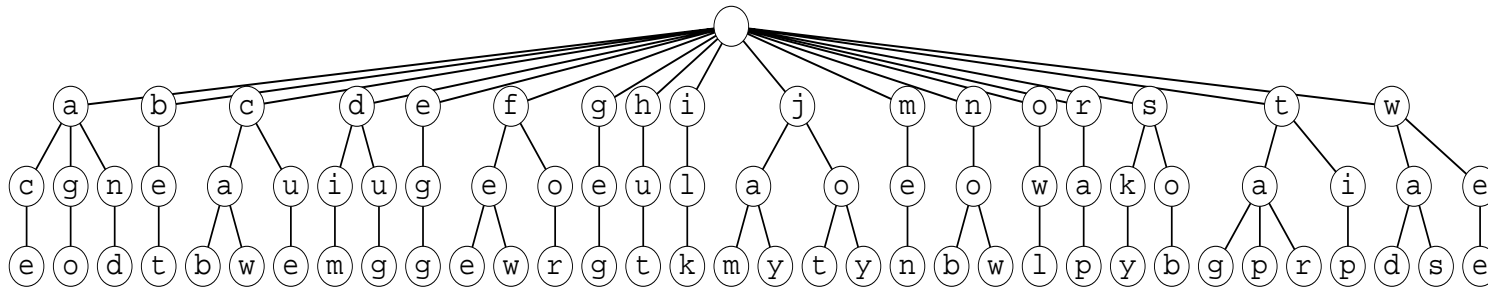 a b c d e f g h i j m n o r s t w
c g n e a u i u g e o e u l a o e o w a k o a i a e
e o d t b w e m g g e w r g t k m y t y n b w l p y b g p r p d s e